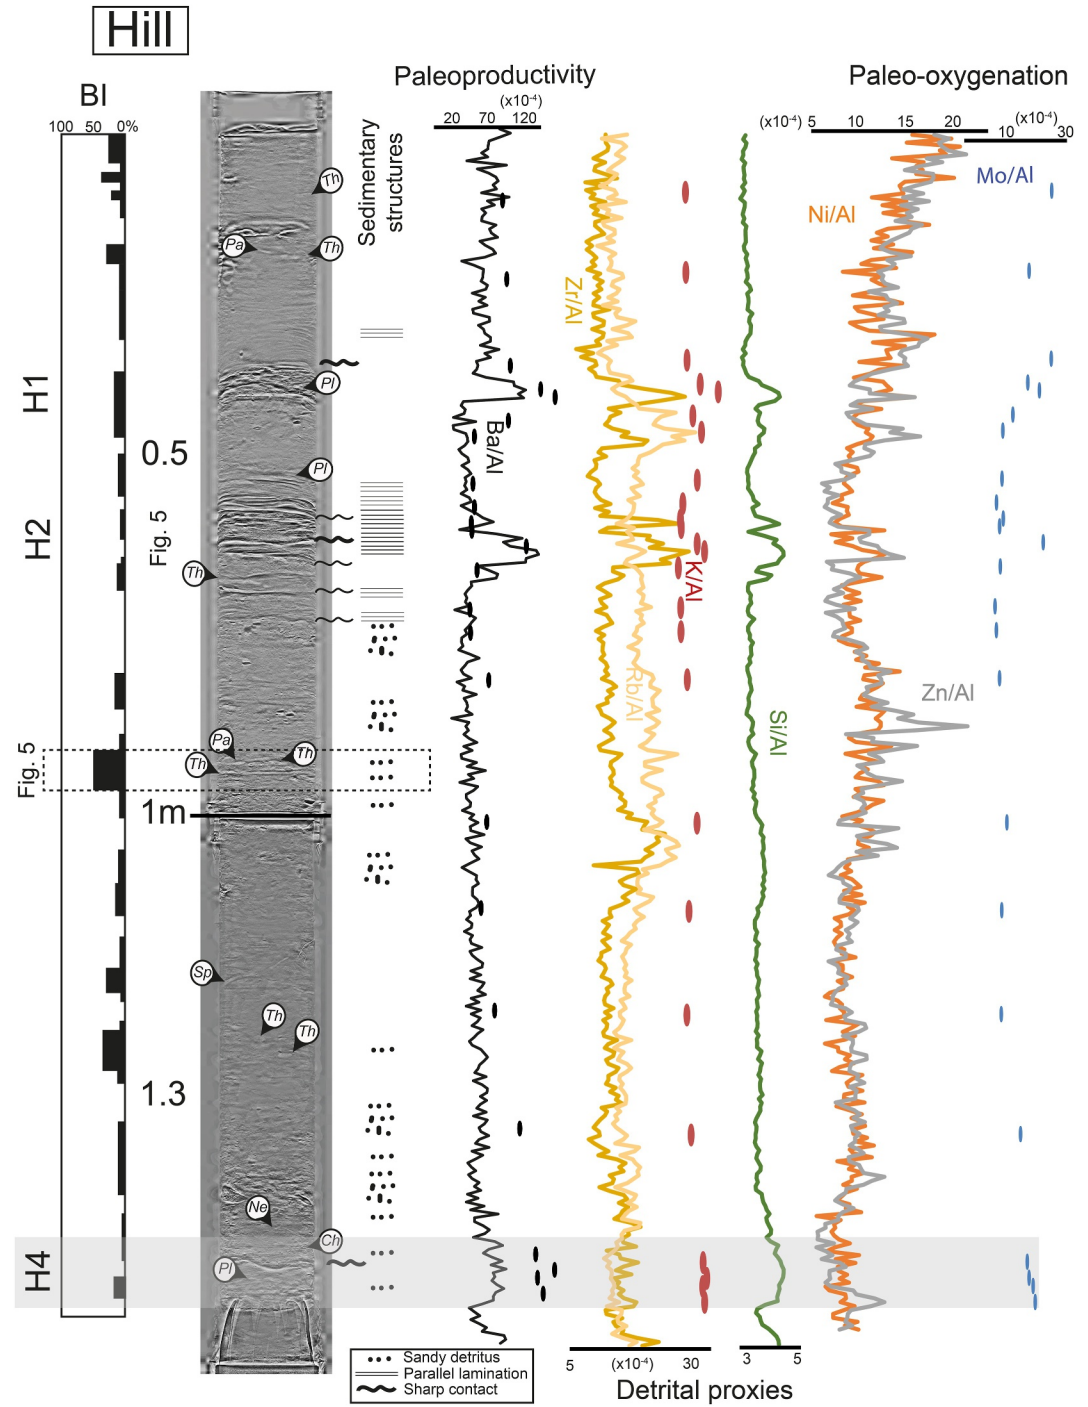 Hill
Paleoproductivity
Paleo-oxygenation
BI
100 50 0%
Sedimentary
structures
(x10⁻⁴)
20 70 120
(x10⁻⁴)
5 10 15 20
(x10⁻⁴)
10 30
Mo/Al
Ni/Al
Th
Pa
Th
Zr/Al
H1
Pl
0.5
Pl
Ba/Al
H2
Fig. 5
Th
K/Al
Rb/Al
Zn/Al
Si/Al
Fig. 5
Pa
Th
Th
1m
Sp
Th
Th
1.3
Ne
Ch
H4
Pl
Sandy detritus
Parallel lamination
Sharp contact
5 (x10⁻⁴) 30
3 5
Detrital proxies